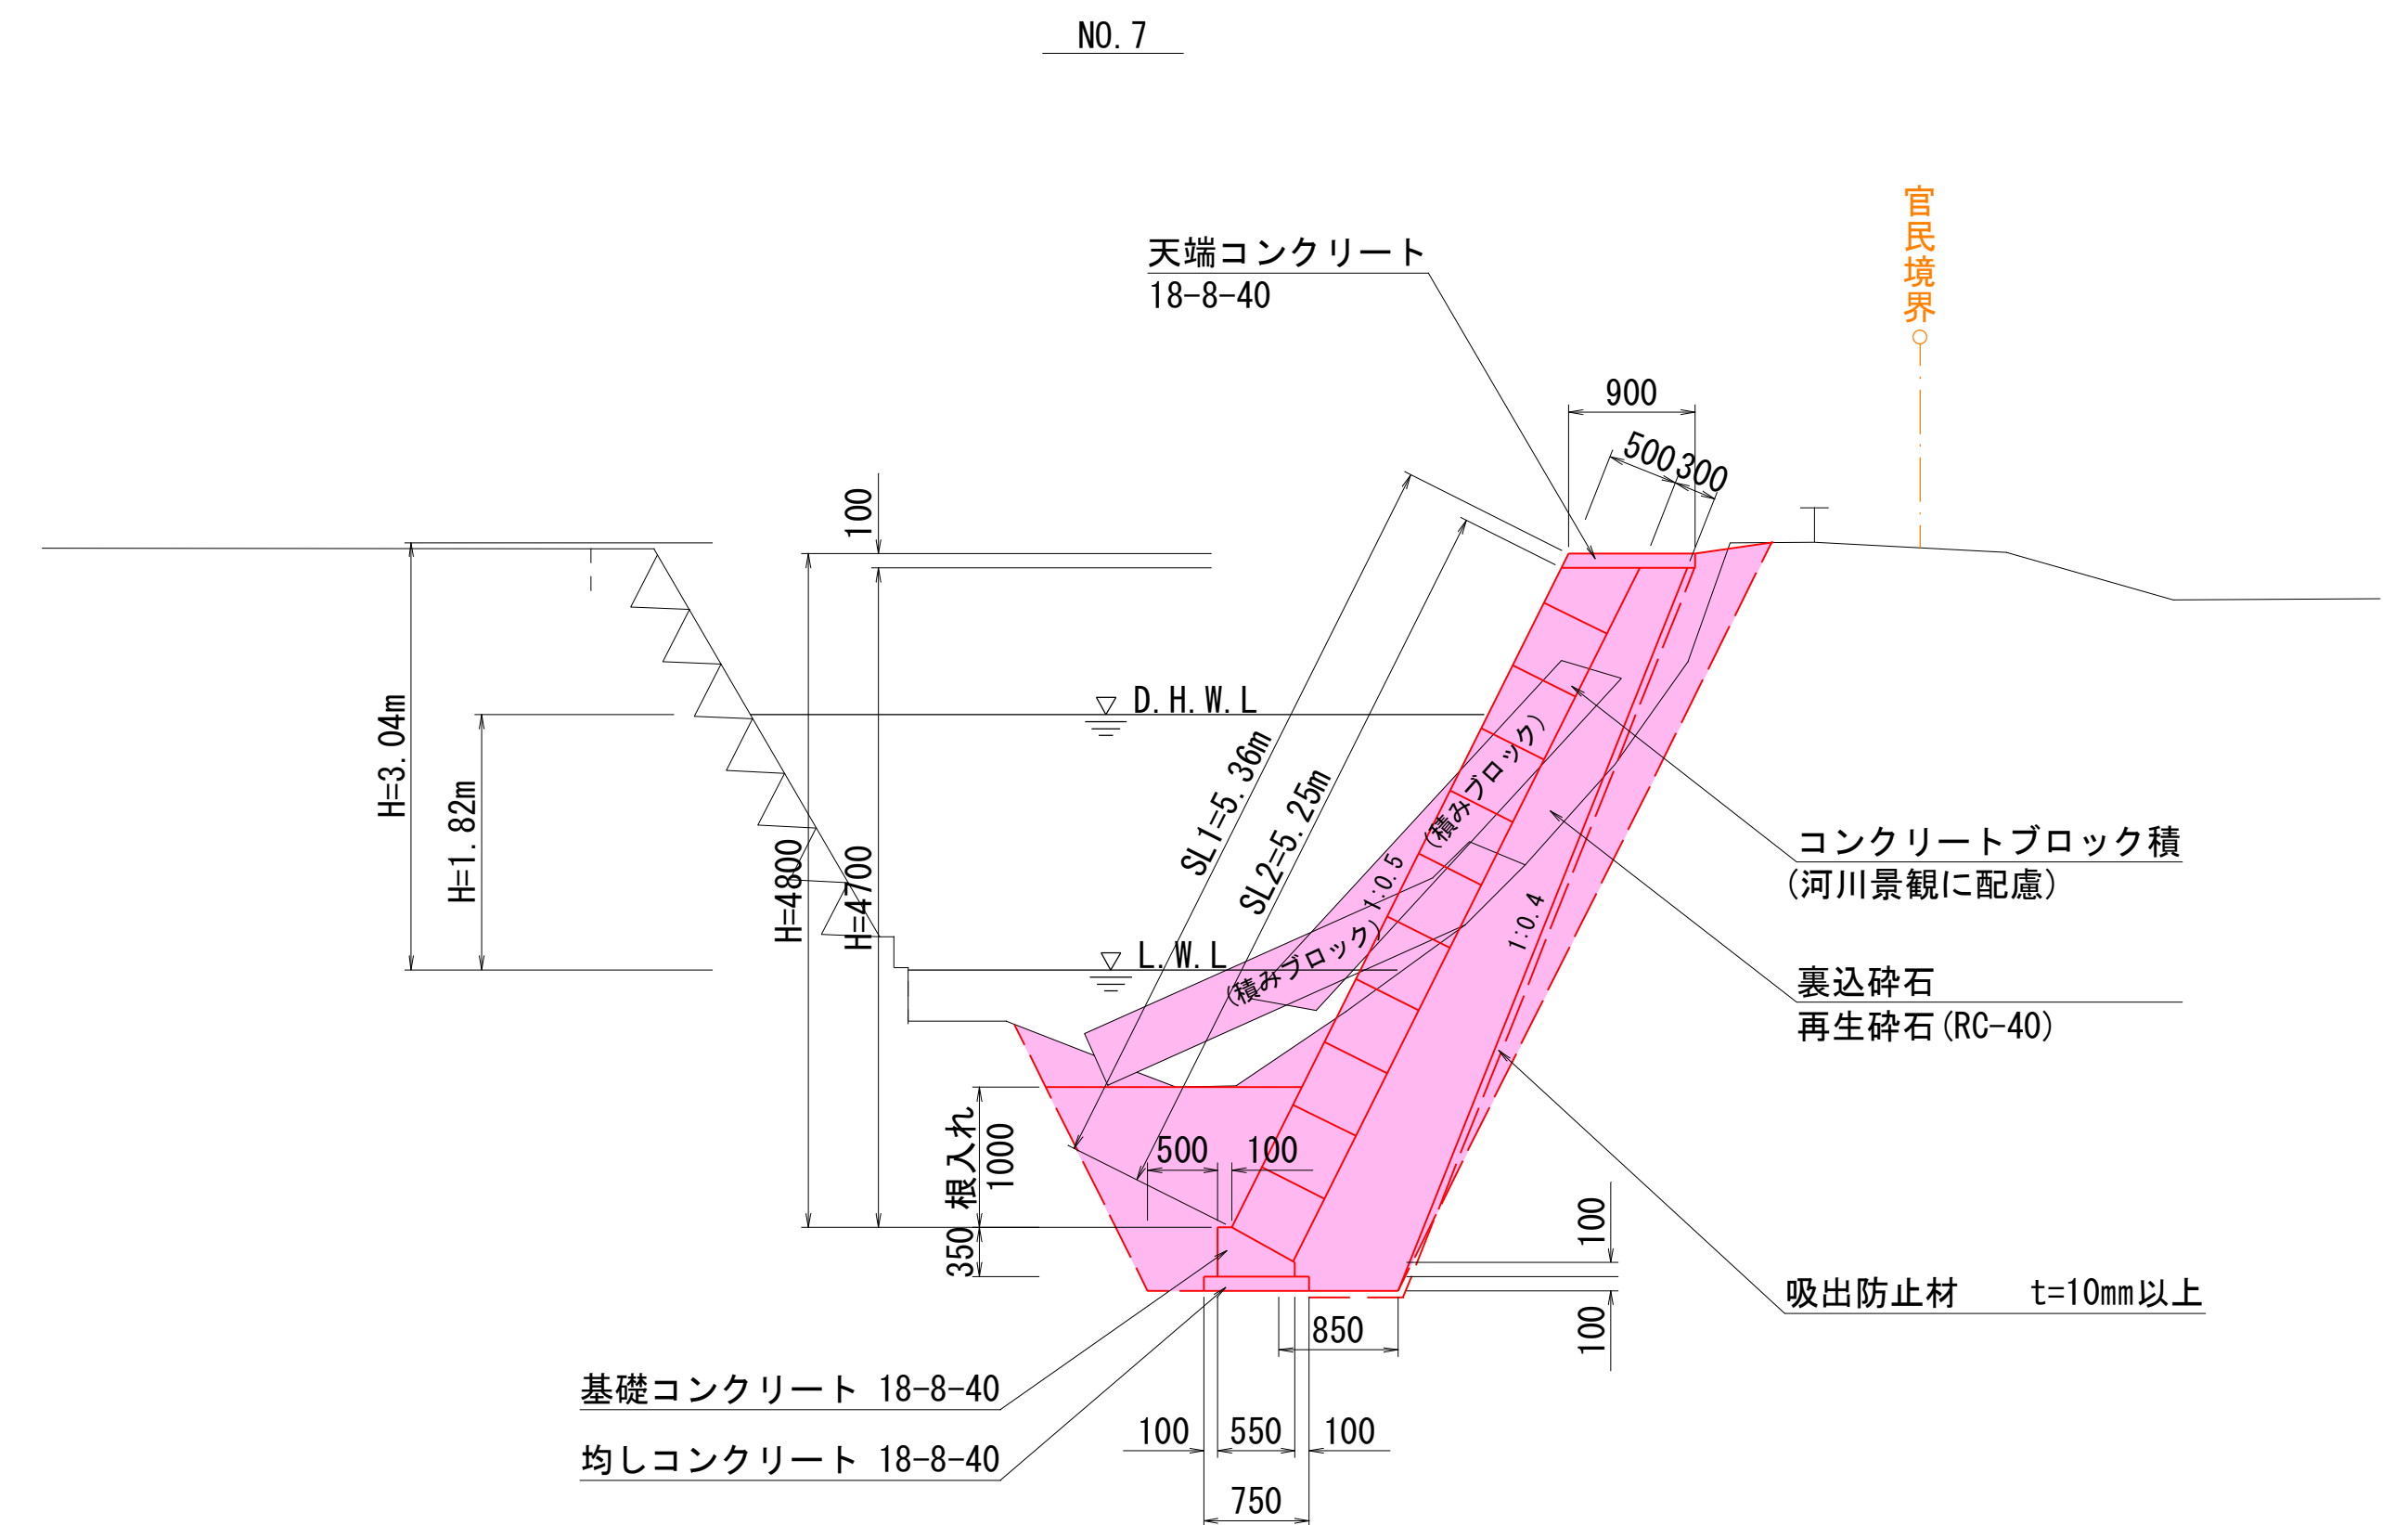 NO.7
官民境界
天端コンクリート
18-8-40
900
500
300
100
D.H.W.L
H=3.04m
H=1.82m
H=4800
H=4700
SL1=5.36m
SL2=5.25m
(積みブロック)
1:0.5
(積みブロック)
1:0.4
コンクリートブロック積
(河川景観に配慮)
L.W.L
裏込砕石
再生砕石(RC-40)
根入れ
1000
500
100
350
100
100
吸出防止材 t=10mm以上
850
基礎コンクリート 18-8-40
均しコンクリート 18-8-40
100
550
100
750